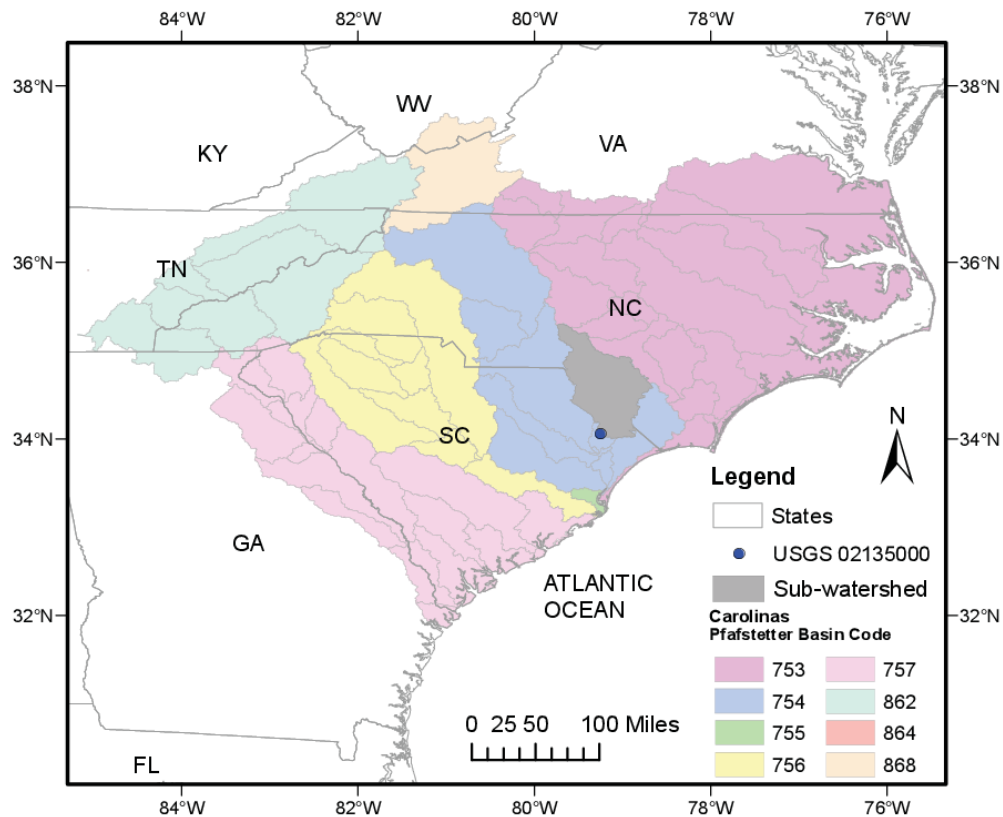 84°W 82°W 80°W 78°W 76°W
38°N 38°N
WV
KY
VA
36°N 36°N
TN
NC
34°N 34°N
SC
N
Legend
States
USGS 02135000
Sub-watershed
GA
ATLANTIC
OCEAN
32°N 32°N
Carolinas
Pfafstetter Basin Code
753 757
754 862
755 864
756 868
0 25 50 100 Miles
FL
84°W 82°W 80°W 78°W 76°W